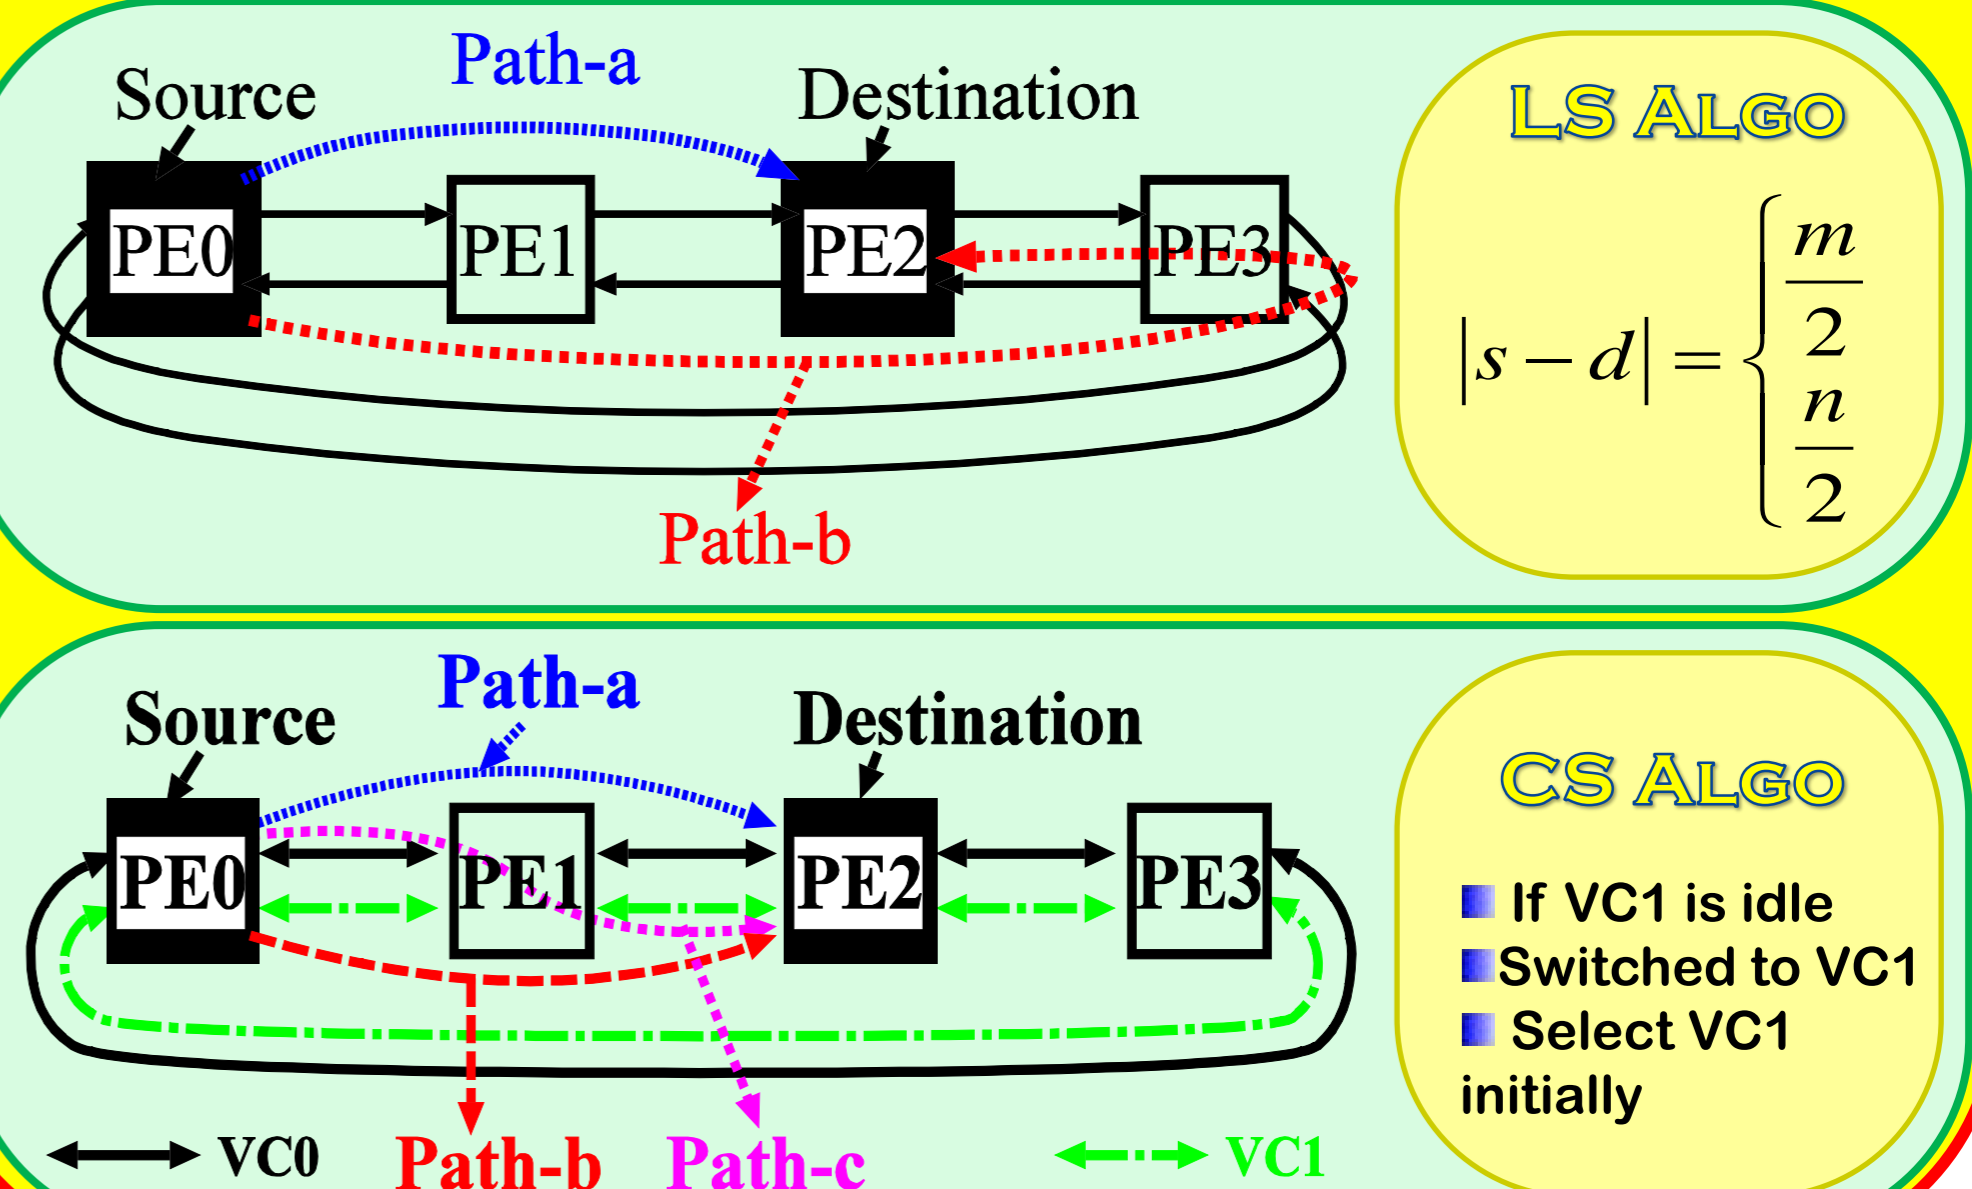 Path-a
Source
Destination
PE0
PE1
PE2
PE3
Path-b
LS ALGO
|s − d| = { m/2
n/2
Path-a
Source
Destination
PE0
PE1
PE2
PE3
VC0
Path-b
Path-c
VC1
CS ALGO
If VC1 is idle
Switched to VC1
Select VC1
initially